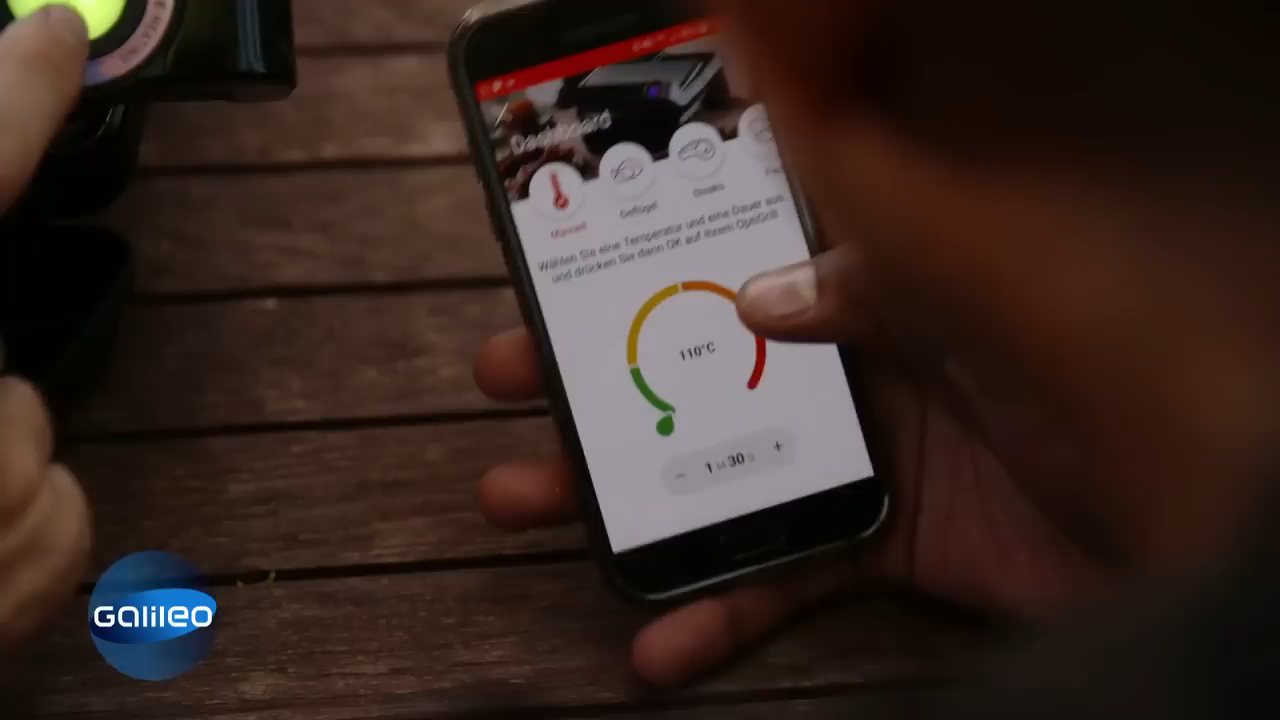 Dashboard
Manuell
Geflügel
Steaks
Wählen Sie eine Temperatur und eine Dauer aus
und drücken Sie dann OK auf Ihrem OptiGrill
110°C
− 1 M 30 S +
GALILEO